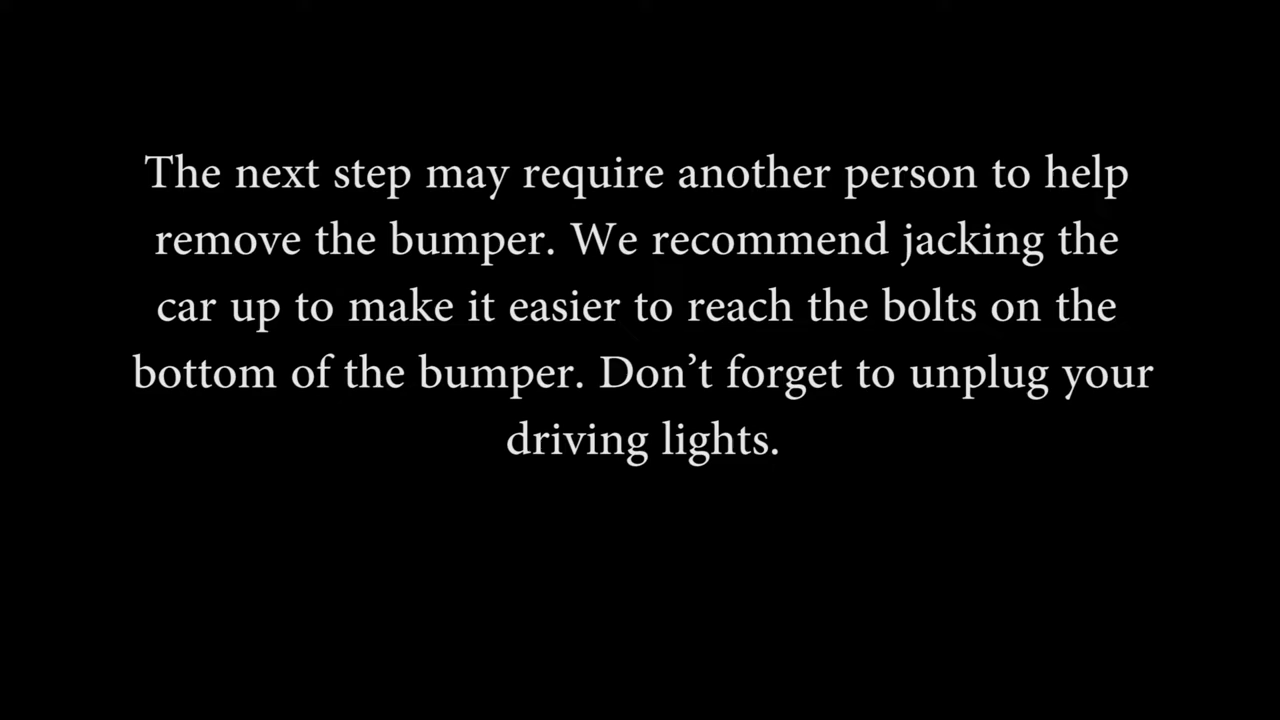 The next step may require another person to help
remove the bumper. We recommend jacking the
car up to make it easier to reach the bolts on the
bottom of the bumper. Don’t forget to unplug your
driving lights.